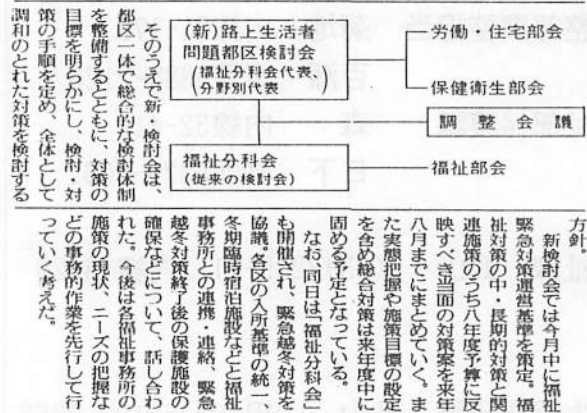 (新)路上生活者
問題都区検討会
(福祉分科会代表、
分野別代表)
労働・住宅部会
保健衛生部会
調整会議
福祉分科会
(従来の検討会)
福祉部会
そのうえで新・検討会は、
都区一体で総合的な検討体制
を整備するとともに、対策の
目標を明らかにし、検討・対
策の手順を定め、全体として
調和のとれた対策を検討する
方針。
新検討会では今月中に福祉
緊急対策運営基準を策定。福
祉対策の中・長期的対策と関
連施策のうち八年度予算に反
映すべき当面の対策案を来年
八月までにまとめていく。ま
た実態把握や施策目標の設定
を含め総合対策は来年度中に
固める予定となっている。
なお、同日は「福祉分科会」
も開催され、緊急越冬対策を
協議。各区の入所基準の統一、
冬期臨時宿泊施設などと福祉
事務所との連携・連絡、緊急
越冬対策終了後の保護施設の
確保などについて、話し合わ
れた。今後は各福祉事務所の
施策の現状、ニーズの把握な
どの事務的作業を先行して行
っていく考えだ。